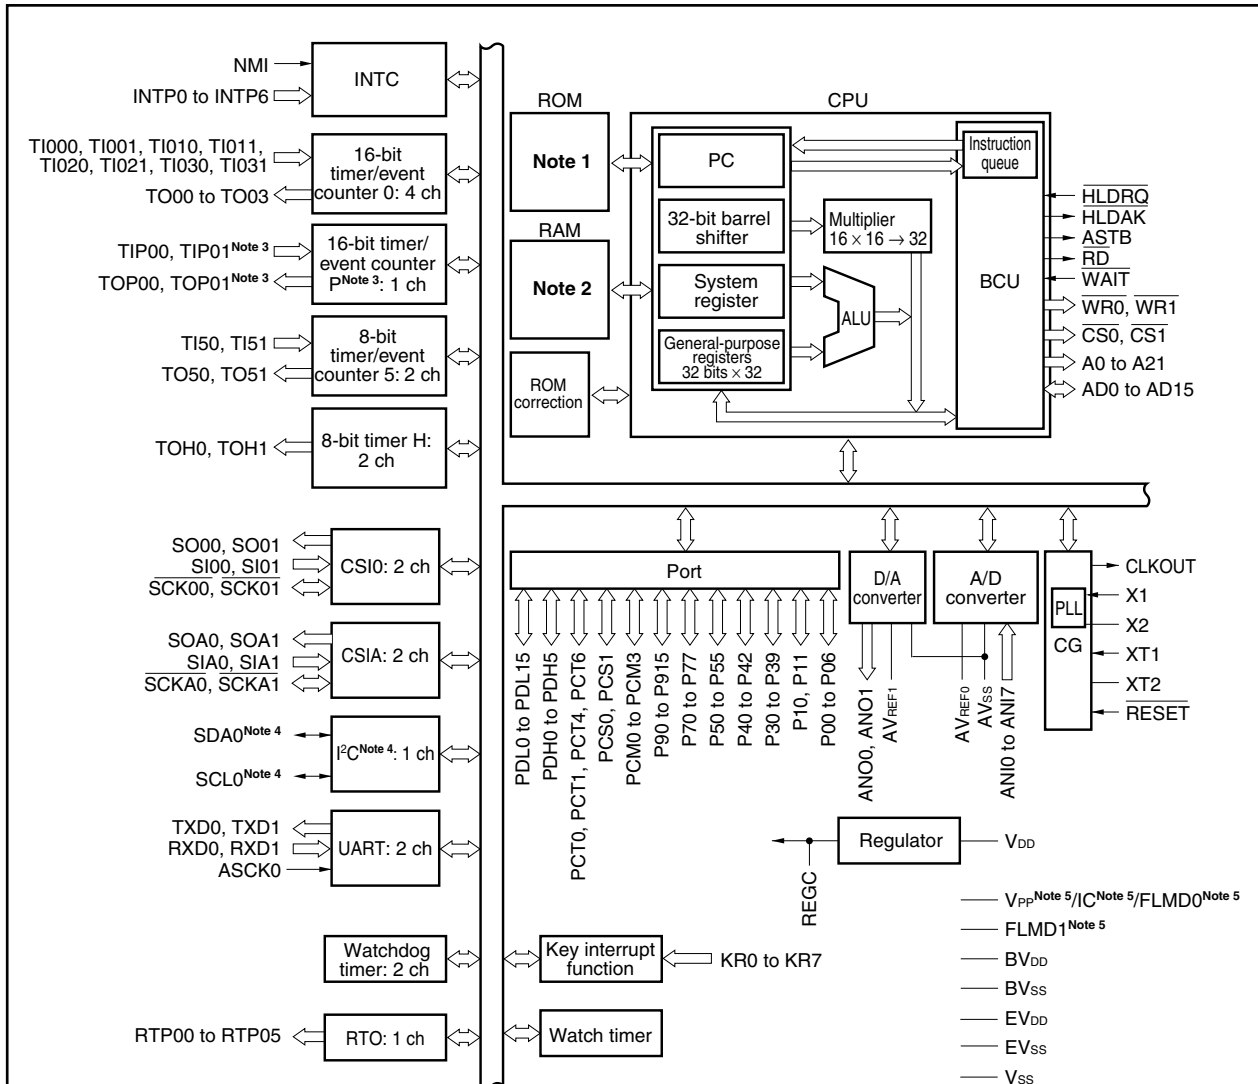 NMI
INTP0 to INTP6
INTC
TI000, TI001, TI010, TI011,
TI020, TI021, TI030, TI031
TO00 to TO03
16-bit
timer/event
counter 0: 4 ch
TIP00, TIP01Note 3
TOP00, TOP01Note 3
16-bit timer/
event counter
PNote 3: 1 ch
TI50, TI51
TO50, TO51
8-bit
timer/event
counter 5: 2 ch
TOH0, TOH1
8-bit timer H:
2 ch
SO00, SO01
SI00, SI01
SCK00, SCK01
CSI0: 2 ch
SOA0, SOA1
SIA0, SIA1
SCKA0, SCKA1
CSIA: 2 ch
SDA0Note 4
SCL0Note 4
I2CNote 4: 1 ch
TXD0, TXD1
RXD0, RXD1
ASCK0
UART: 2 ch
Watchdog
timer: 2 ch
RTP00 to RTP05
RTO: 1 ch
ROM
Note 1
RAM
Note 2
ROM
correction
CPU
PC
32-bit barrel
shifter
System
register
General-purpose
registers
32 bits × 32
Multiplier
16 × 16 → 32
ALU
Instruction
queue
BCU
HLDRQ
HLDAK
ASTB
RD
WAIT
WR0, WR1
CS0, CS1
A0 to A21
AD0 to AD15
Port
PDL0 to PDL15
PDH0 to PDH5
PCT0, PCT1, PCT4, PCT6
PCS0, PCS1
PCM0 to PCM3
P90 to P915
P70 to P77
P50 to P55
P40 to P42
P30 to P39
P10, P11
P00 to P06
D/A
converter
ANO0, ANO1
AVREF1
A/D
converter
AVREF0
AVSS
ANI0 to ANI7
PLL
CG
CLKOUT
X1
X2
XT1
XT2
RESET
Regulator
REGC
VDD
VPPNote 5/ICNote 5/FLMD0Note 5
FLMD1Note 5
BVDD
BVSS
EVDD
EVSS
VSS
Key interrupt
function
KR0 to KR7
Watch timer